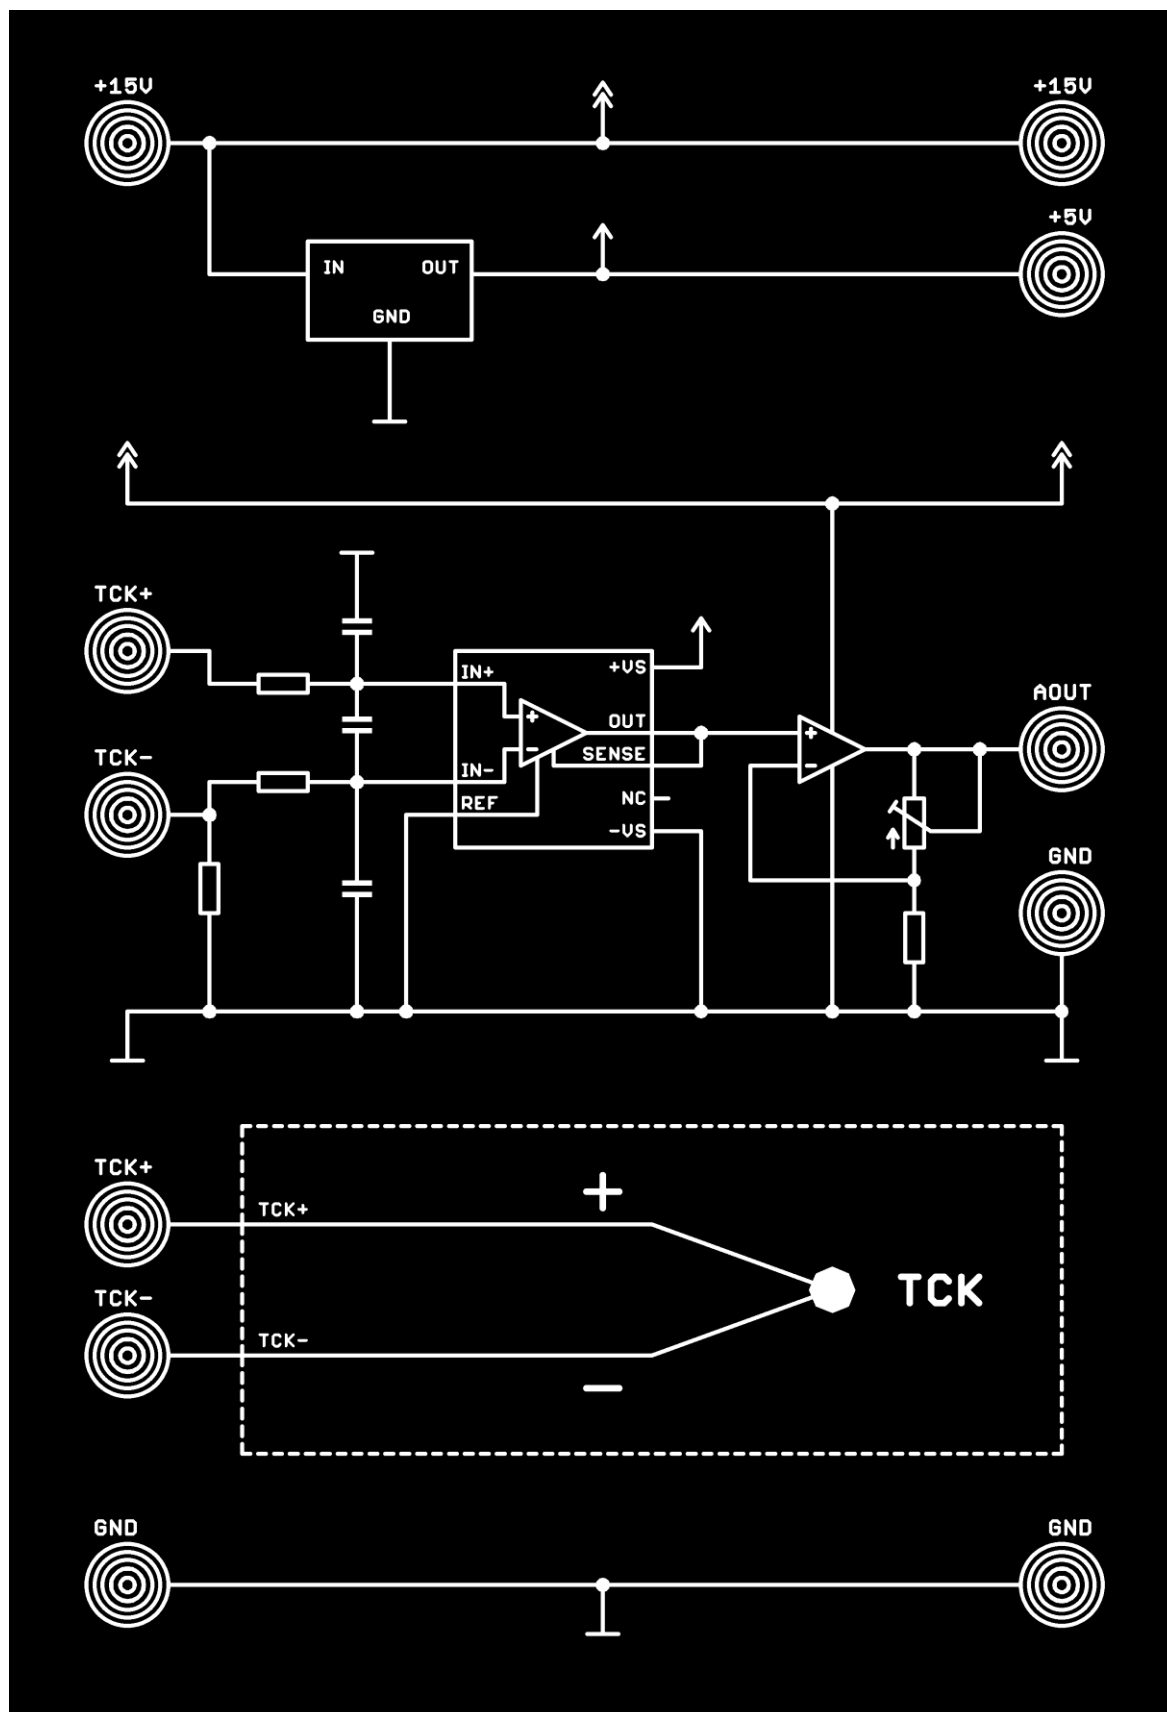 +15V
+15V
+5V
IN
OUT
GND
TCK+
+VS
IN+
AOUT
OUT
TCK-
SENSE
IN-
NC
REF
-VS
GND
TCK+
TCK+
TCK
TCK-
TCK-
GND
GND